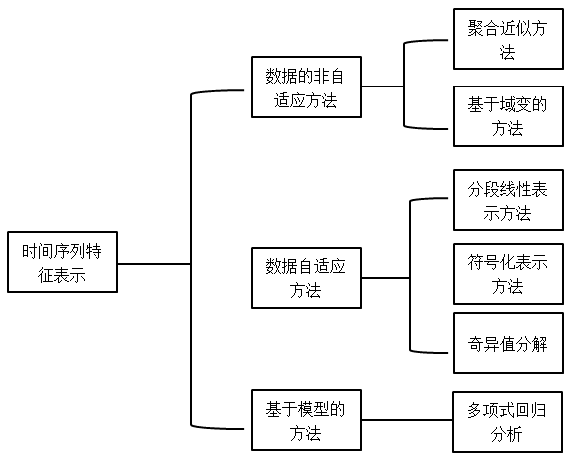 聚合近似方
法
数据的非自
适应方法
基于域变的
方法
分段线性表
示方法
时间序列特
征表示
数据自适应
方法
符号化表示
方法
奇异值分解
基于模型的
方法
多项式回归
分析